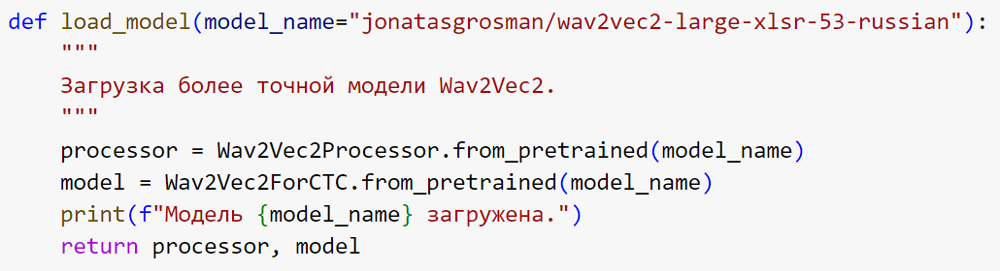 def load_model(model_name="jonatasgrosman/wav2vec2-large-xlsr-53-russian"):
    """
    Загрузка более точной модели Wav2Vec2.
    """
    processor = Wav2Vec2Processor.from_pretrained(model_name)
    model = Wav2Vec2ForCTC.from_pretrained(model_name)
    print(f"Модель {model_name} загружена.")
    return processor, model